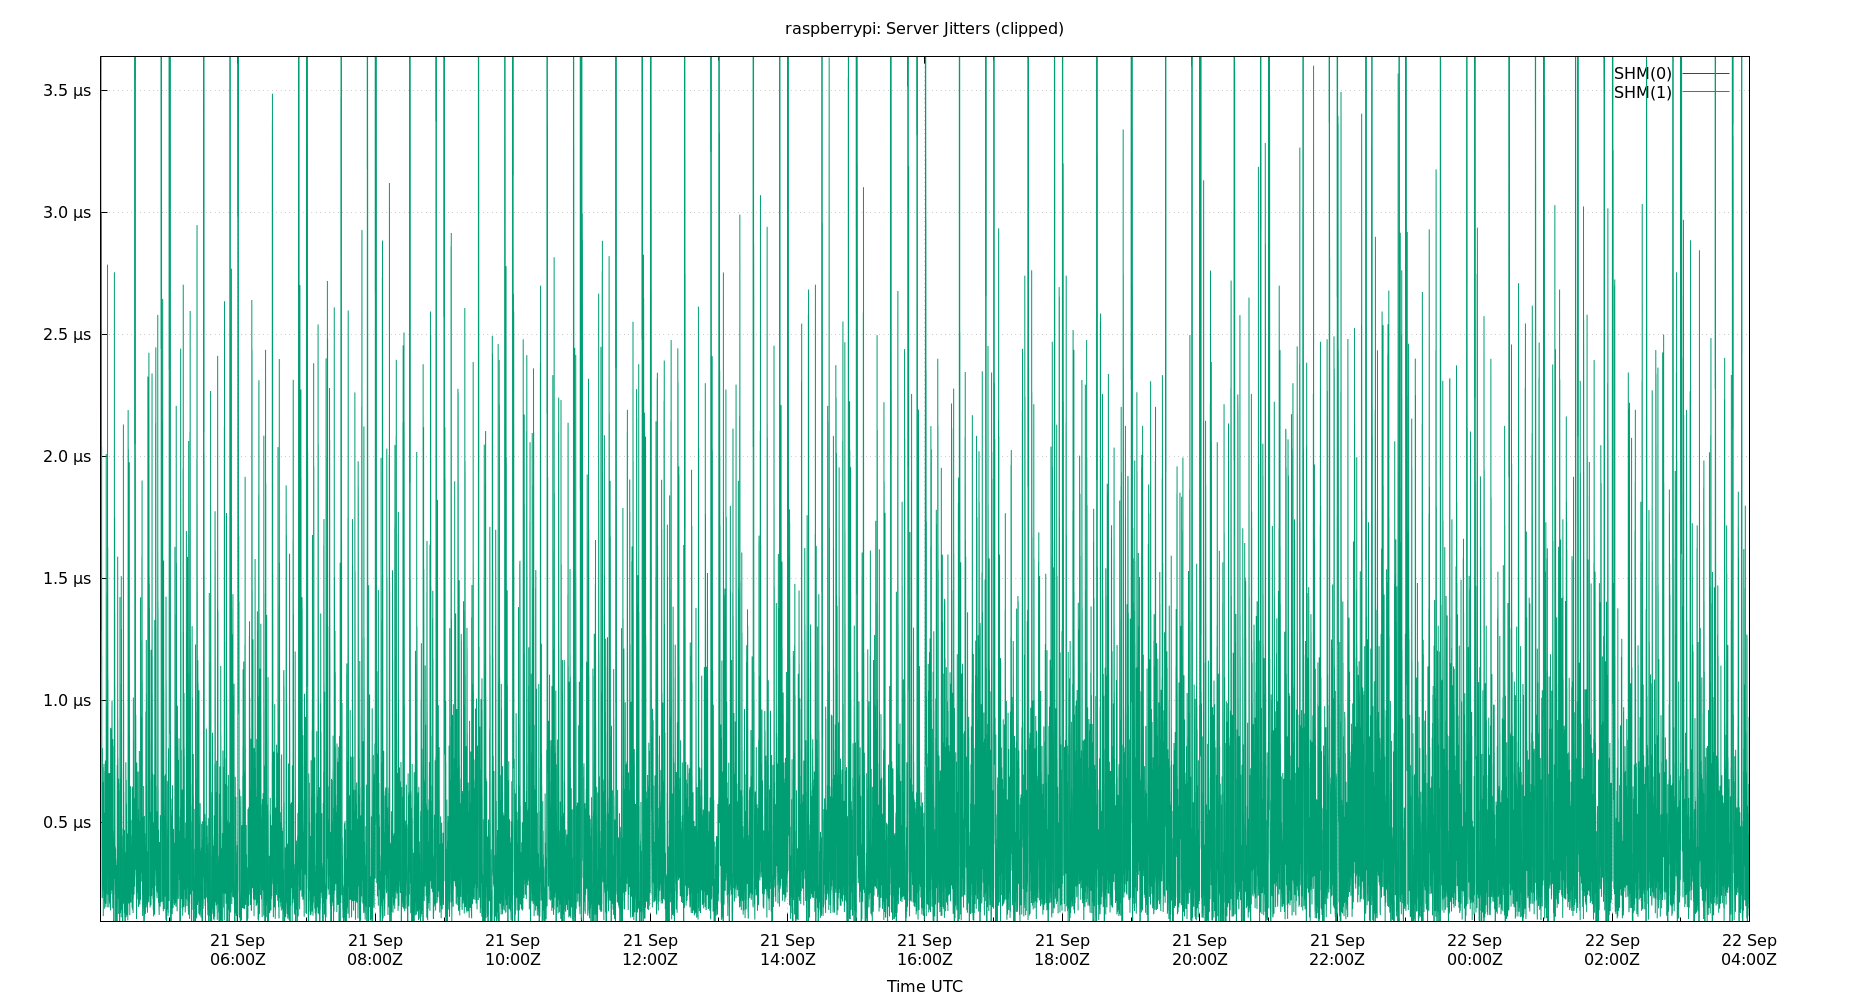 raspberrypi: Server Jitters (clipped)
SHM(0)
SHM(1)
3.5 µs
3.0 µs
2.5 µs
2.0 µs
1.5 µs
1.0 µs
0.5 µs
21 Sep 21 Sep 21 Sep 21 Sep 21 Sep 21 Sep 21 Sep 21 Sep 21 Sep 22 Sep 22 Sep 22 Sep
06:00Z 08:00Z 10:00Z 12:00Z 14:00Z 16:00Z 18:00Z 20:00Z 22:00Z 00:00Z 02:00Z 04:00Z
Time UTC